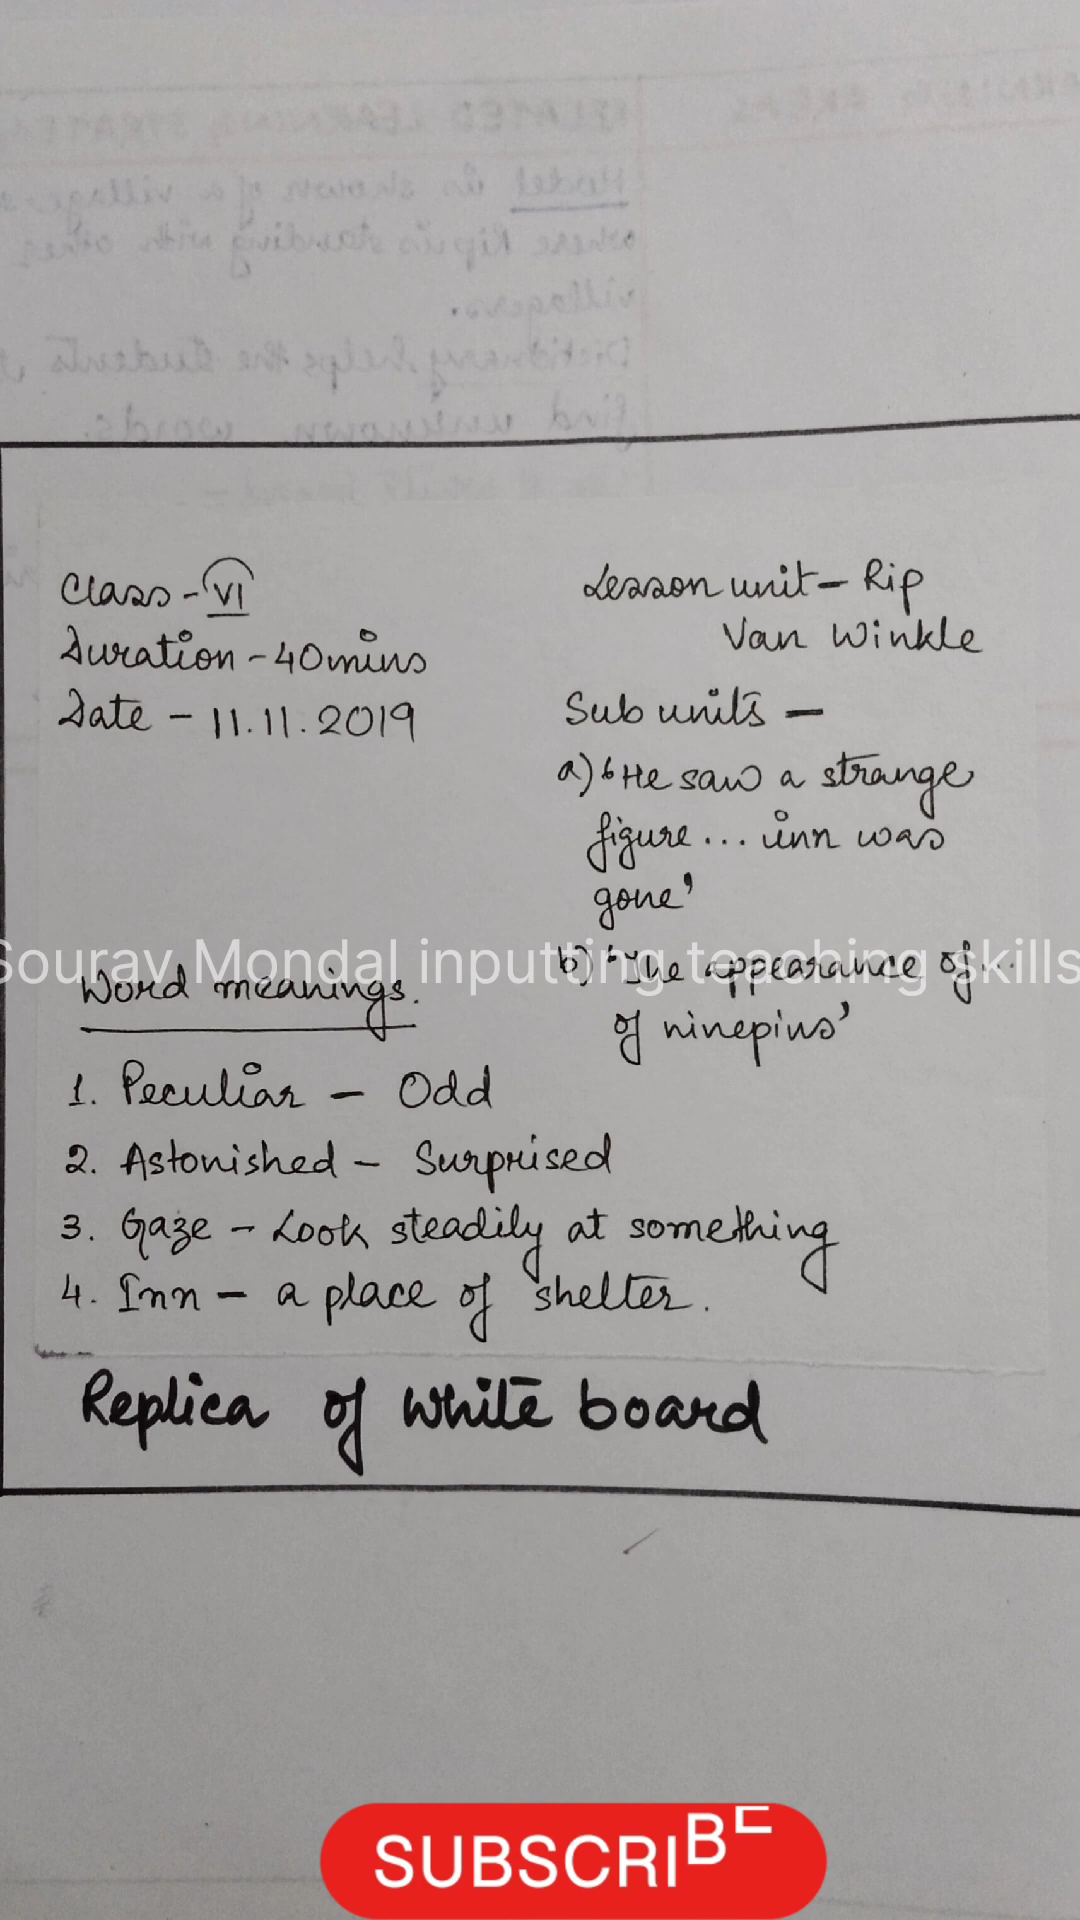 Class - VI
Duration - 40 mins
Date - 11.11.2019
Lesson unit - Rip
Van Winkle
Sub units -
a) 'He saw a strange
figure ... inn was
gone'
b) 'The appearance of ...
of ninepins'
Sourav Mondal inputting teaching skills
Word meanings.
1. Peculiar - Odd
2. Astonished - Surprised
3. Gaze - Look steadily at something
4. Inn - a place of shelter.
Replica of white board
SUBSCRIBE